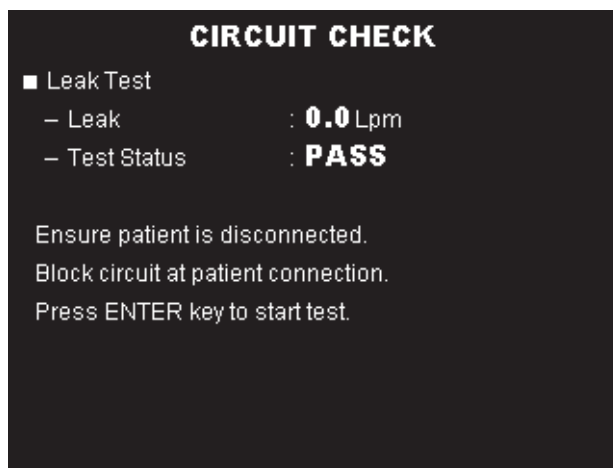 CIRCUIT CHECK
■ Leak Test
– Leak : 0.0 Lpm
– Test Status : PASS
Ensure patient is disconnected.
Block circuit at patient connection.
Press ENTER key to start test.